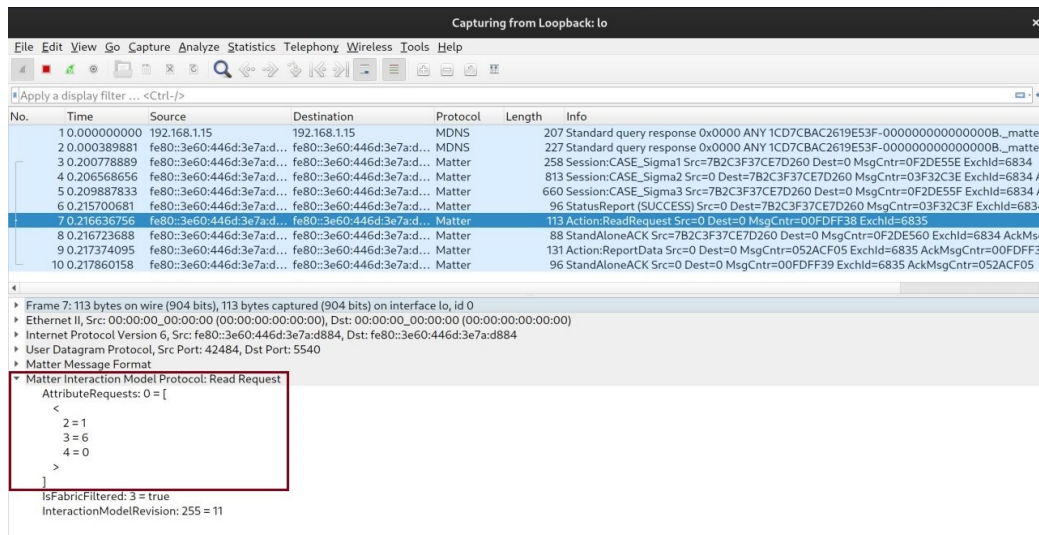 Capturing from Loopback: lo
File Edit View Go Capture Analyze Statistics Telephony Wireless Tools Help
Apply a display filter … <Ctrl-/>
No. Time Source Destination Protocol Length Info
1 0.000000000 192.168.1.15 192.168.1.15 MDNS 207 Standard query response 0x0000 ANY 1CD7CBAC2619E53F-000000000000000B._matte
2 0.000389881 fe80::3e60:446d:3e7a:d… fe80::3e60:446d:3e7a:d… MDNS 227 Standard query response 0x0000 ANY 1CD7CBAC2619E53F-000000000000000B._matte
3 0.200778889 fe80::3e60:446d:3e7a:d… fe80::3e60:446d:3e7a:d… Matter 258 Session:CASE_Sigma1 Src=7B2C3F37CE7D260 Dest=0 MsgCntr=0F2DE55E ExchId=6834
4 0.206568656 fe80::3e60:446d:3e7a:d… fe80::3e60:446d:3e7a:d… Matter 813 Session:CASE_Sigma2 Src=0 Dest=7B2C3F37CE7D260 MsgCntr=03F32C3E ExchId=6834 A
5 0.209887833 fe80::3e60:446d:3e7a:d… fe80::3e60:446d:3e7a:d… Matter 660 Session:CASE_Sigma3 Src=7B2C3F37CE7D260 Dest=0 MsgCntr=0F2DE55F ExchId=6834 A
6 0.215700681 fe80::3e60:446d:3e7a:d… fe80::3e60:446d:3e7a:d… Matter 96 StatusReport (SUCCESS) Src=0 Dest=7B2C3F37CE7D260 MsgCntr=03F32C3F ExchId=683
7 0.216636756 fe80::3e60:446d:3e7a:d… fe80::3e60:446d:3e7a:d… Matter 113 Action:ReadRequest Src=0 Dest=0 MsgCntr=00FDFF38 ExchId=6835
8 0.216723688 fe80::3e60:446d:3e7a:d… fe80::3e60:446d:3e7a:d… Matter 88 StandAloneACK Src=7B2C3F37CE7D260 Dest=0 MsgCntr=0F2DE560 ExchId=6834 AckMs
9 0.217374095 fe80::3e60:446d:3e7a:d… fe80::3e60:446d:3e7a:d… Matter 131 Action:ReportData Src=0 Dest=0 MsgCntr=052ACF05 ExchId=6835 AckMsgCntr=00FDFF3
10 0.217860158 fe80::3e60:446d:3e7a:d… fe80::3e60:446d:3e7a:d… Matter 96 StandAloneACK Src=0 Dest=0 MsgCntr=00FDFF39 ExchId=6835 AckMsgCntr=052ACF05
Frame 7: 113 bytes on wire (904 bits), 113 bytes captured (904 bits) on interface lo, id 0
Ethernet II, Src: 00:00:00_00:00:00 (00:00:00:00:00:00), Dst: 00:00:00_00:00:00 (00:00:00:00:00:00)
Internet Protocol Version 6, Src: fe80::3e60:446d:3e7a:d884, Dst: fe80::3e60:446d:3e7a:d884
User Datagram Protocol, Src Port: 42484, Dst Port: 5540
Matter Message Format
Matter Interaction Model Protocol: Read Request
AttributeRequests: 0 = [
<
2 = 1
3 = 6
4 = 0
>
]
IsFabricFiltered: 3 = true
InteractionModelRevision: 255 = 11